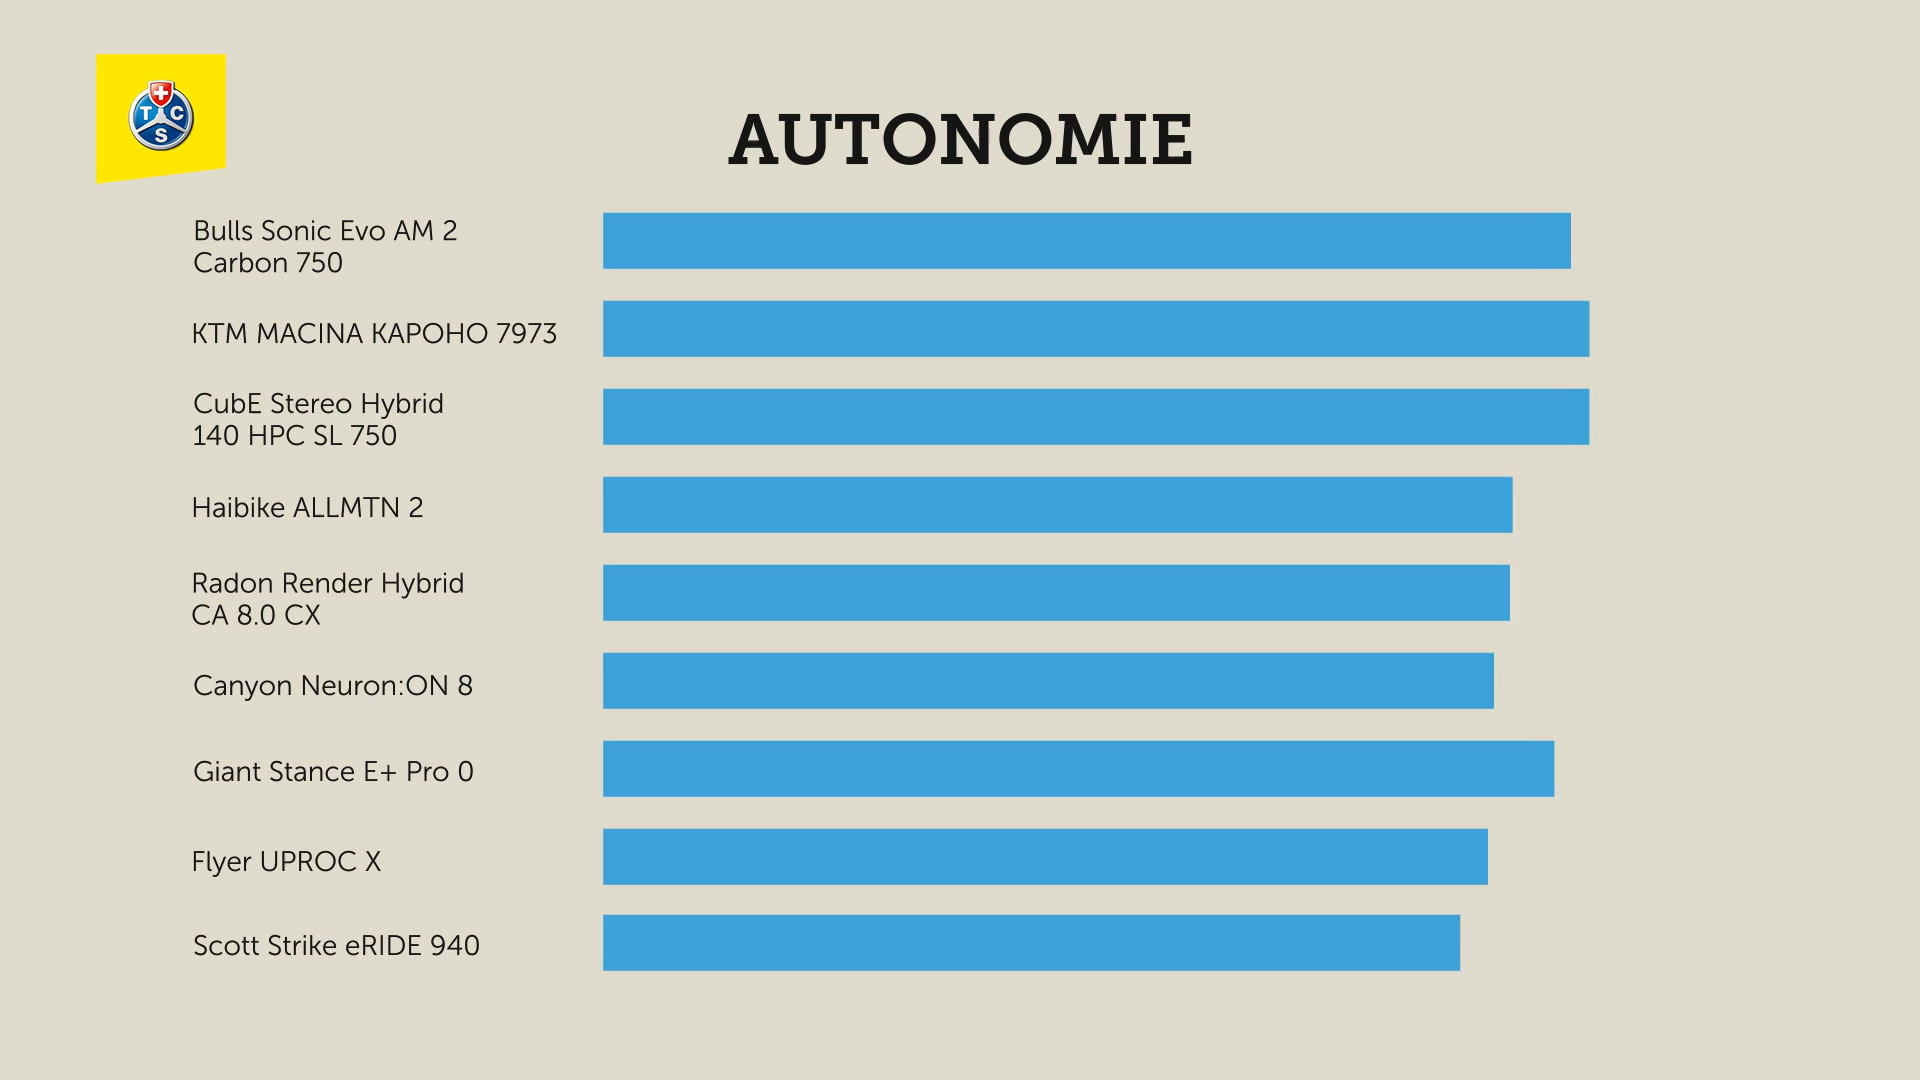 T C
S
AUTONOMIE
Bulls Sonic Evo AM 2
Carbon 750
KTM MACINA KAPOHO 7973
CubE Stereo Hybrid
140 HPC SL 750
Haibike ALLMTN 2
Radon Render Hybrid
CA 8.0 CX
Canyon Neuron:ON 8
Giant Stance E+ Pro 0
Flyer UPROC X
Scott Strike eRIDE 940